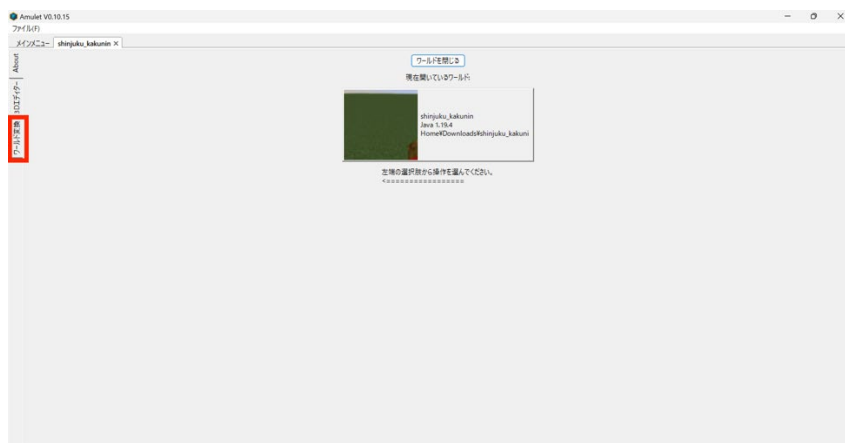 Amulet V0.10.15
ファイル(F)
メインメニュー
shinjuku_kakunin ×
About
3Dエディター
ワールド変換
ワールドを閉じる
現在開いているワールド:
shinjuku_kakunin
Java 1.19.4
Home¥Downloads¥shinjuku_kakuni
左端の選択肢から操作を選んでください。
<=================